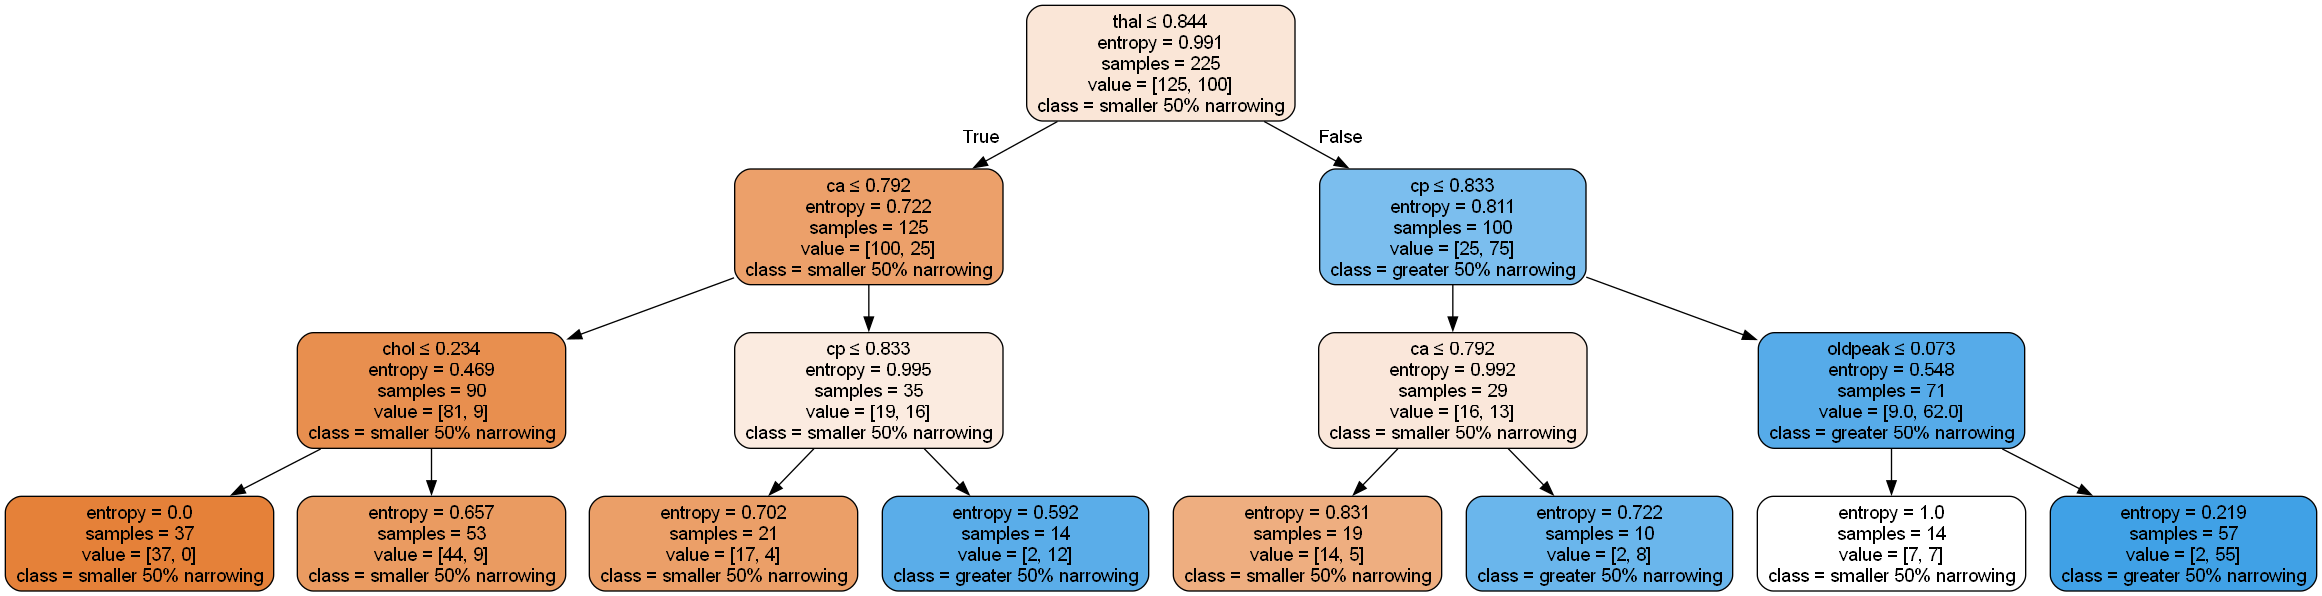 thal ≤ 0.844
entropy = 0.991
samples = 225
value = [125, 100]
class = smaller 50% narrowing
True
False
ca ≤ 0.792
entropy = 0.722
samples = 125
value = [100, 25]
class = smaller 50% narrowing
cp ≤ 0.833
entropy = 0.811
samples = 100
value = [25, 75]
class = greater 50% narrowing
chol ≤ 0.234
entropy = 0.469
samples = 90
value = [81, 9]
class = smaller 50% narrowing
cp ≤ 0.833
entropy = 0.995
samples = 35
value = [19, 16]
class = smaller 50% narrowing
ca ≤ 0.792
entropy = 0.992
samples = 29
value = [16, 13]
class = smaller 50% narrowing
oldpeak ≤ 0.073
entropy = 0.548
samples = 71
value = [9.0, 62.0]
class = greater 50% narrowing
entropy = 0.0
samples = 37
value = [37, 0]
class = smaller 50% narrowing
entropy = 0.657
samples = 53
value = [44, 9]
class = smaller 50% narrowing
entropy = 0.702
samples = 21
value = [17, 4]
class = smaller 50% narrowing
entropy = 0.592
samples = 14
value = [2, 12]
class = greater 50% narrowing
entropy = 0.831
samples = 19
value = [14, 5]
class = smaller 50% narrowing
entropy = 0.722
samples = 10
value = [2, 8]
class = greater 50% narrowing
entropy = 1.0
samples = 14
value = [7, 7]
class = smaller 50% narrowing
entropy = 0.219
samples = 57
value = [2, 55]
class = greater 50% narrowing